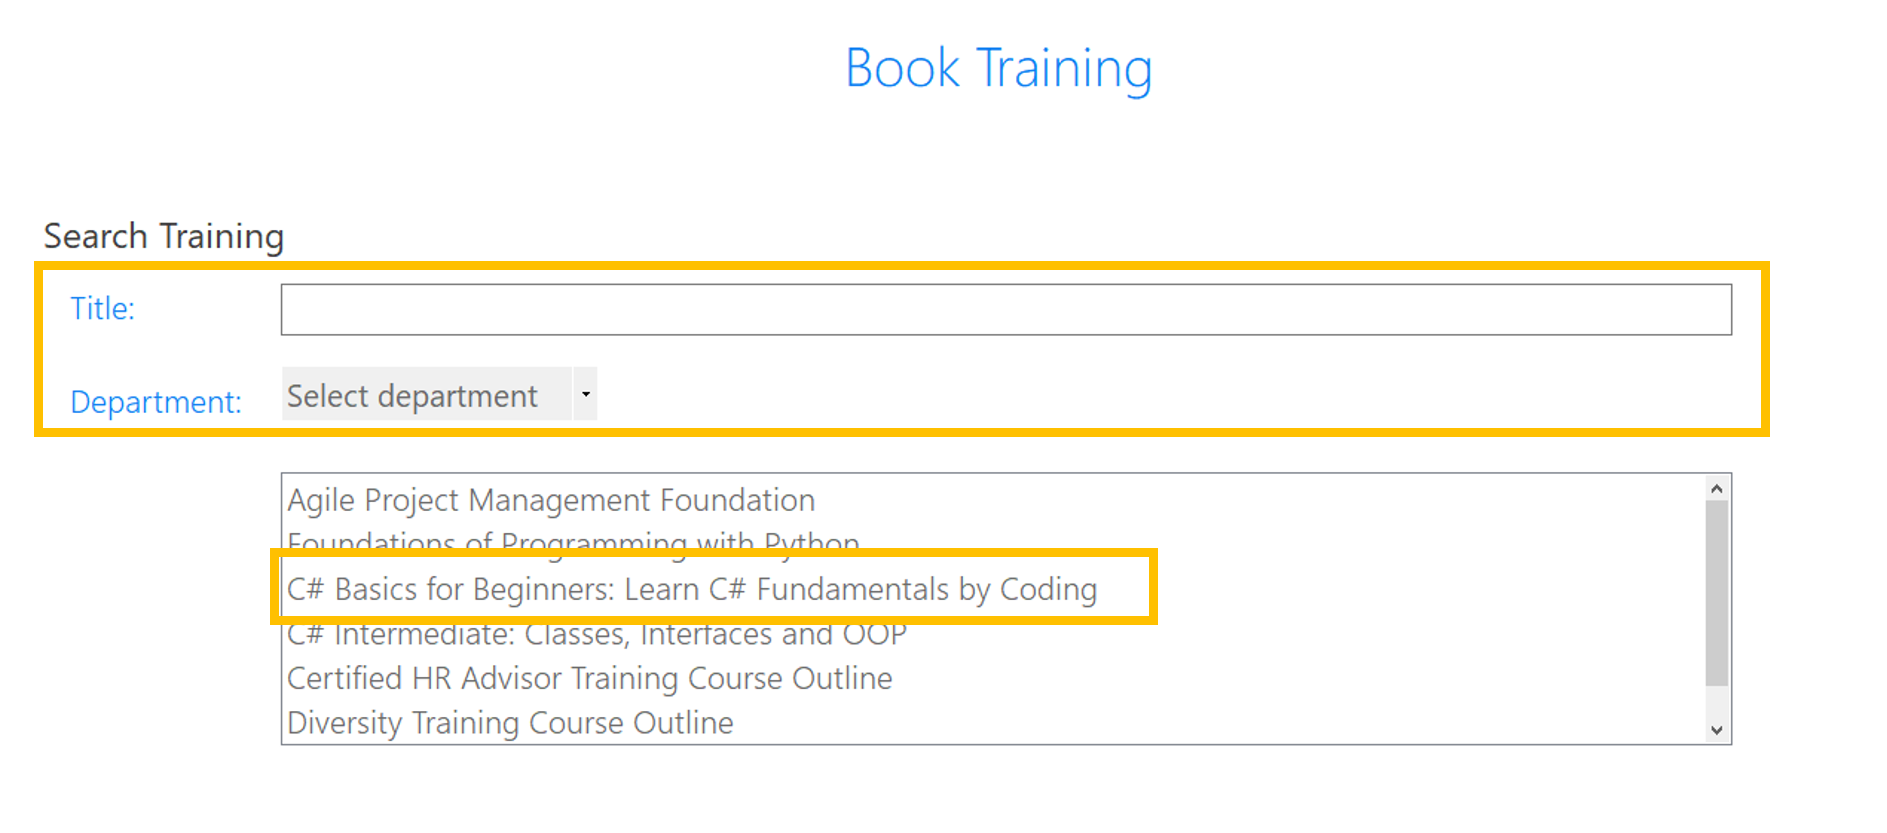 Book Training
Search Training
Title:
Department: Select department
Agile Project Management Foundation
Foundations of Programming with Python
C# Basics for Beginners: Learn C# Fundamentals by Coding
C# Intermediate: Classes, Interfaces and OOP
Certified HR Advisor Training Course Outline
Diversity Training Course Outline